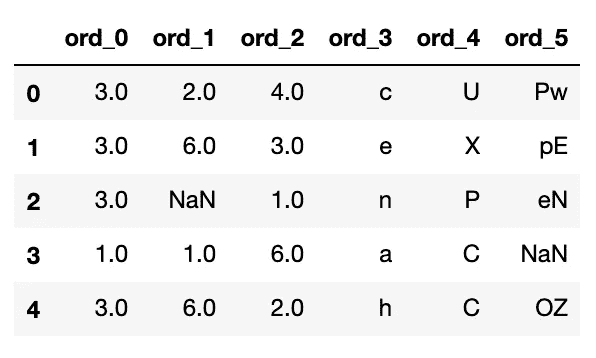 ord_0 ord_1 ord_2 ord_3 ord_4 ord_5
0 3.0 2.0 4.0 c U Pw
1 3.0 6.0 3.0 e X pE
2 3.0 NaN 1.0 n P eN
3 1.0 1.0 6.0 a C NaN
4 3.0 6.0 2.0 h C OZ